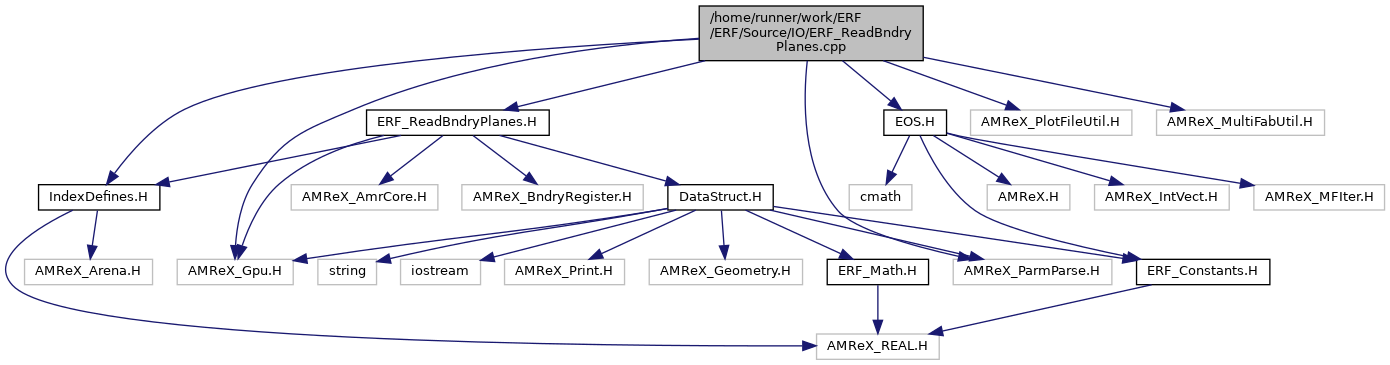 /home/runner/work/ERF
/ERF/Source/IO/ERF_ReadBndry
Planes.cpp
ERF_ReadBndryPlanes.H
EOS.H
AMReX_PlotFileUtil.H
AMReX_MultiFabUtil.H
IndexDefines.H
AMReX_AmrCore.H
AMReX_BndryRegister.H
DataStruct.H
cmath
AMReX.H
AMReX_IntVect.H
AMReX_MFIter.H
AMReX_Arena.H
AMReX_Gpu.H
string
iostream
AMReX_Print.H
AMReX_Geometry.H
ERF_Math.H
AMReX_ParmParse.H
ERF_Constants.H
AMReX_REAL.H